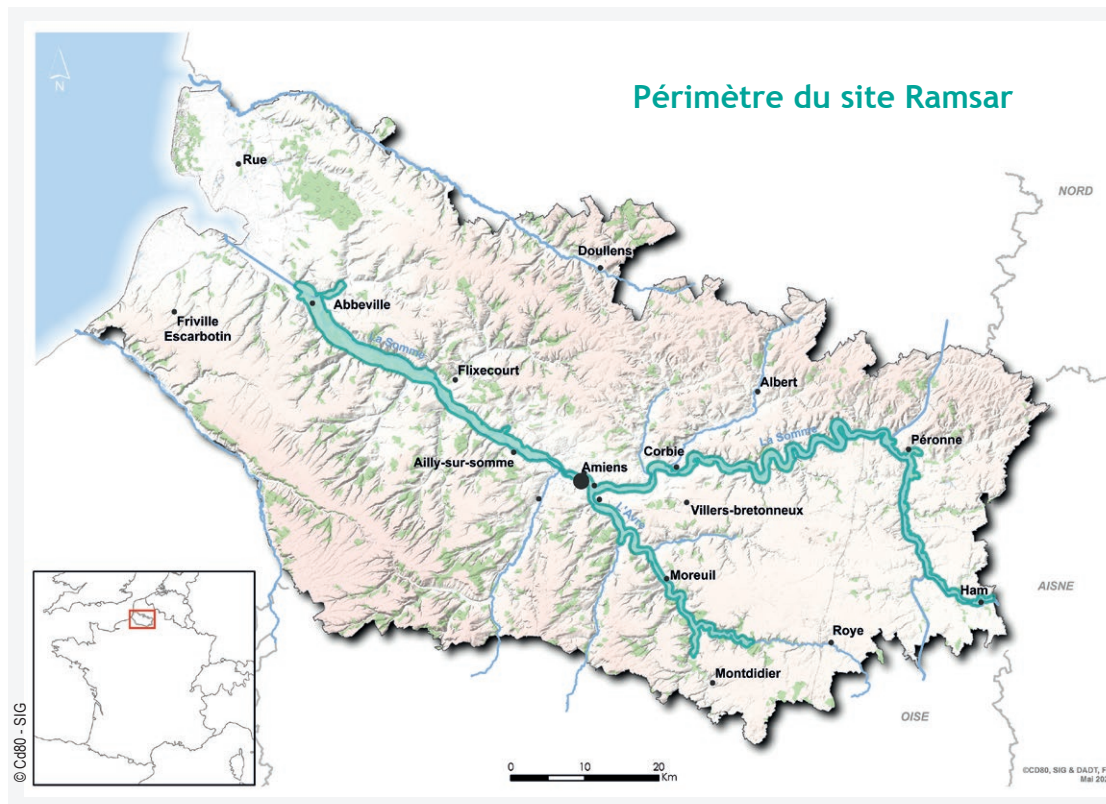 Périmètre du site Ramsar
N
Rue
NORD
Doullens
Abbeville
Friville
Escarbotin
La Somme
Flixecourt
Albert
La Somme
Péronne
Corbie
Ailly-sur-somme
Amiens
L'Avre
Villers-bretonneux
Moreuil
AISNE
Ham
Roye
Montdidier
OISE
0 10 20
Km
© Cd80 - SIG
©CD80, SIG & DADT, F
Mai 202